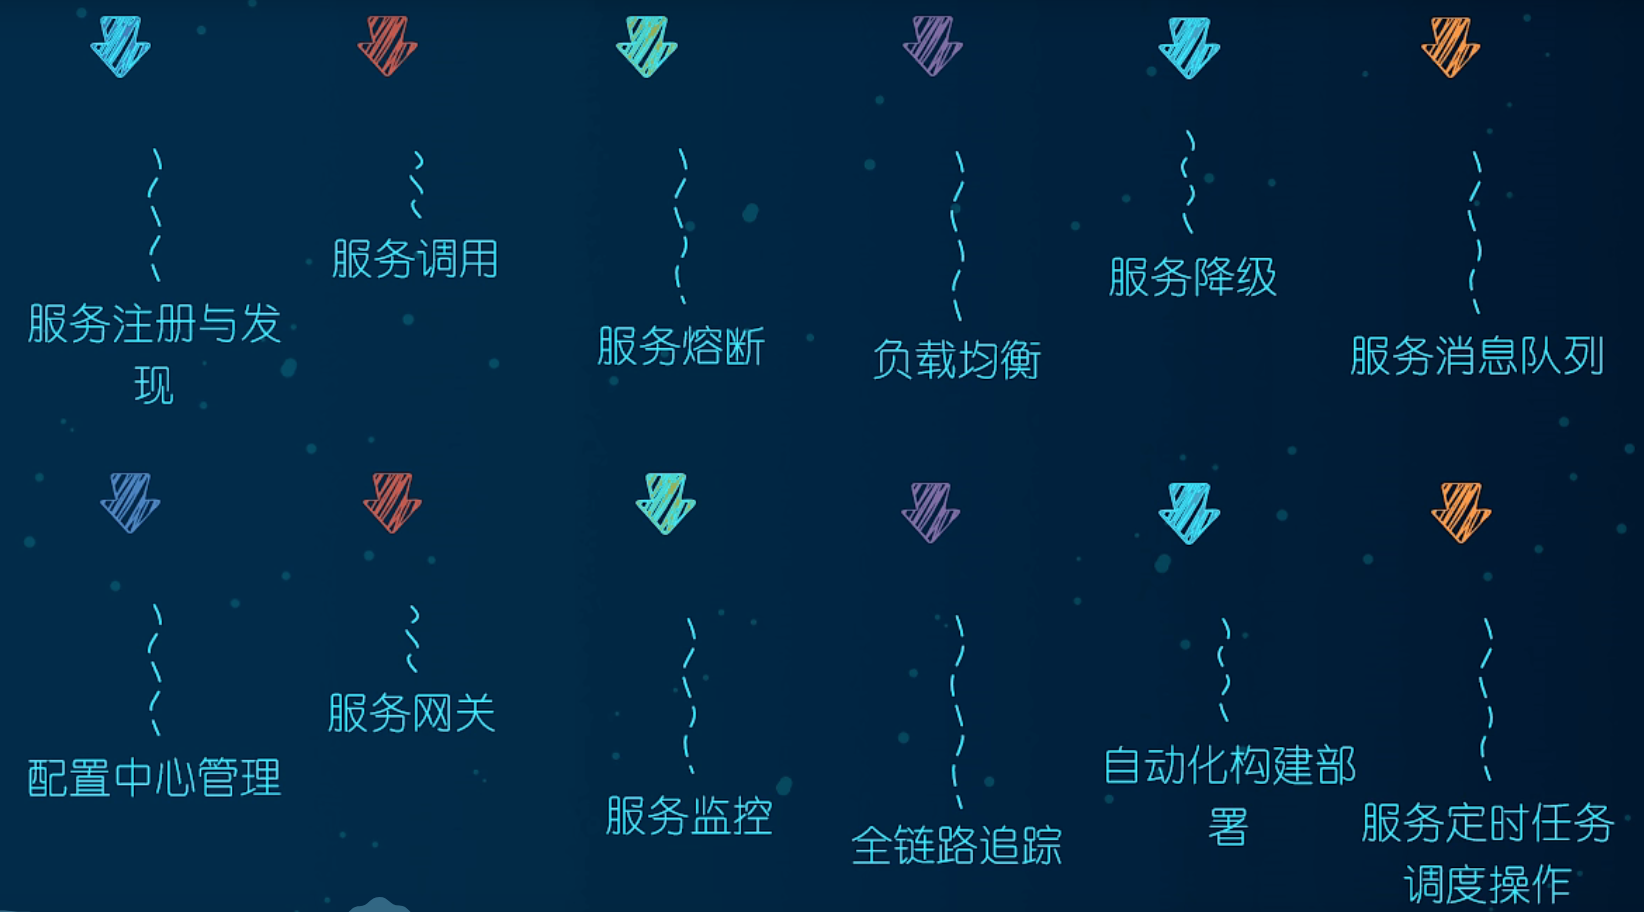 服务注册与发
现
服务调用
服务熔断
负载均衡
服务降级
服务消息队列
配置中心管理
服务网关
服务监控
全链路追踪
自动化构建部
署
服务定时任务
调度操作